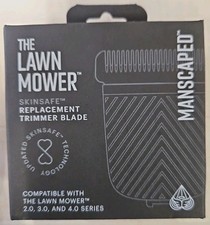 THE
LAWN
MOWER™
SKINSAFE™
REPLACEMENT
TRIMMER BLADE
UPDATED SKINSAFE™ TECHNOLOGY
COMPATIBLE WITH
THE LAWN MOWER™
2.0, 3.0, AND 4.0 SERIES
MANSCAPED™